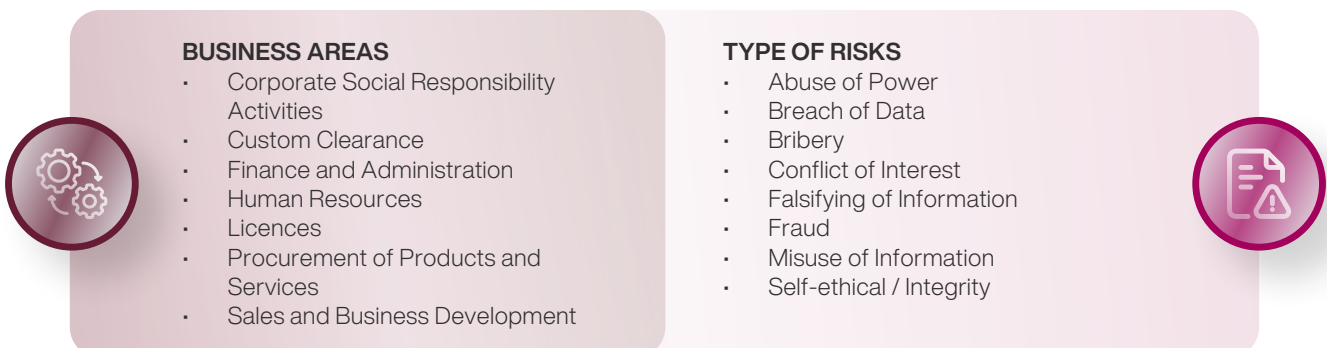 BUSINESS AREAS
· Corporate Social Responsibility
Activities
· Custom Clearance
· Finance and Administration
· Human Resources
· Licences
· Procurement of Products and
Services
· Sales and Business Development
TYPE OF RISKS
· Abuse of Power
· Breach of Data
· Bribery
· Conflict of Interest
· Falsifying of Information
· Fraud
· Misuse of Information
· Self-ethical / Integrity